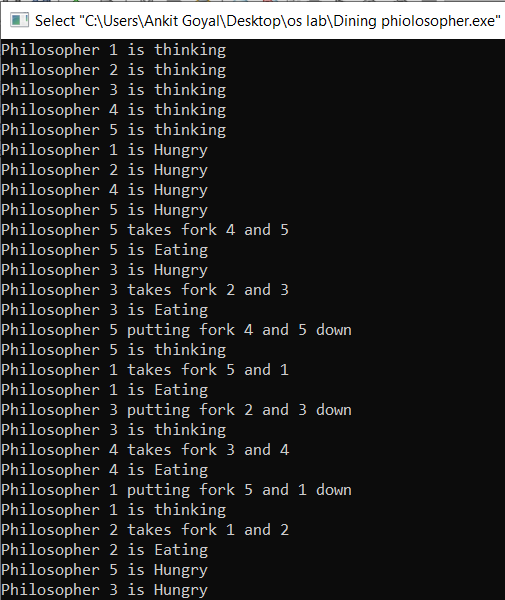 Select "C:\Users\Ankit Goyal\Desktop\os lab\Dining phiolosopher.exe"
Philosopher 1 is thinking
Philosopher 2 is thinking
Philosopher 3 is thinking
Philosopher 4 is thinking
Philosopher 5 is thinking
Philosopher 1 is Hungry
Philosopher 2 is Hungry
Philosopher 4 is Hungry
Philosopher 5 is Hungry
Philosopher 5 takes fork 4 and 5
Philosopher 5 is Eating
Philosopher 3 is Hungry
Philosopher 3 takes fork 2 and 3
Philosopher 3 is Eating
Philosopher 5 putting fork 4 and 5 down
Philosopher 5 is thinking
Philosopher 1 takes fork 5 and 1
Philosopher 1 is Eating
Philosopher 3 putting fork 2 and 3 down
Philosopher 3 is thinking
Philosopher 4 takes fork 3 and 4
Philosopher 4 is Eating
Philosopher 1 putting fork 5 and 1 down
Philosopher 1 is thinking
Philosopher 2 takes fork 1 and 2
Philosopher 2 is Eating
Philosopher 5 is Hungry
Philosopher 3 is Hungry